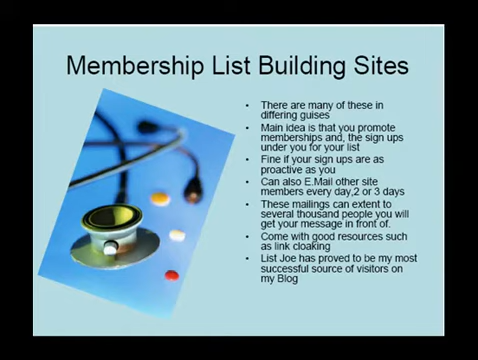 Membership List Building Sites
• There are many of these in
differing guises
• Main idea is that you promote
memberships and, the sign ups
under you for your list
• Fine if your sign ups are as
proactive as you
• Can also E.Mail other site
members every day,2 or 3 days
• These mailings can extent to
several thousand people you will
get your message in front of.
• Come with good resources such
as link cloaking
• List Joe has proved to be my most
successful source of visitors on
my Blog